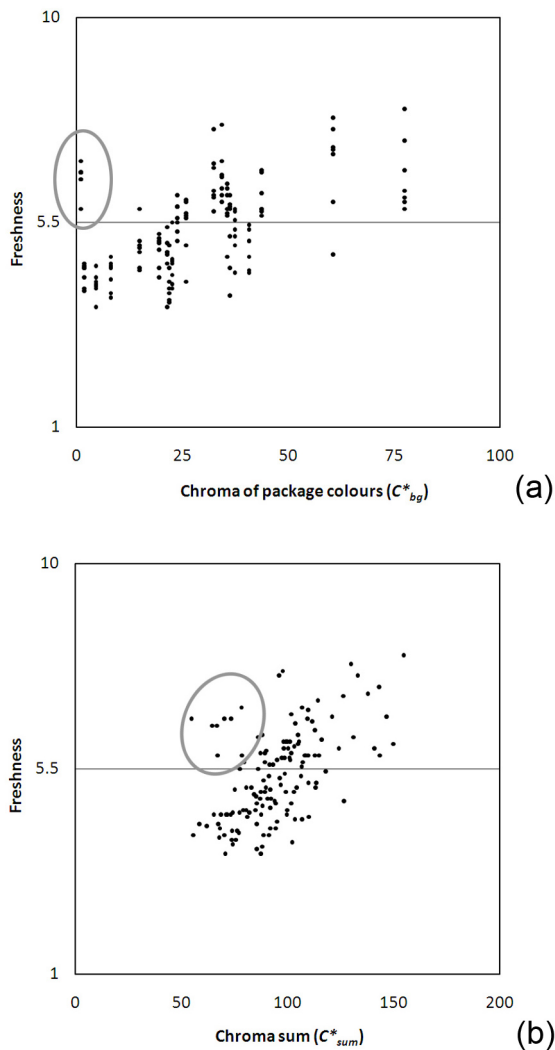 10
Freshness
5.5
1
0 25 50 75 100
Chroma of package colours (C*bg)
(a)
10
Freshness
5.5
1
0 50 100 150 200
Chroma sum (C*sum)
(b)